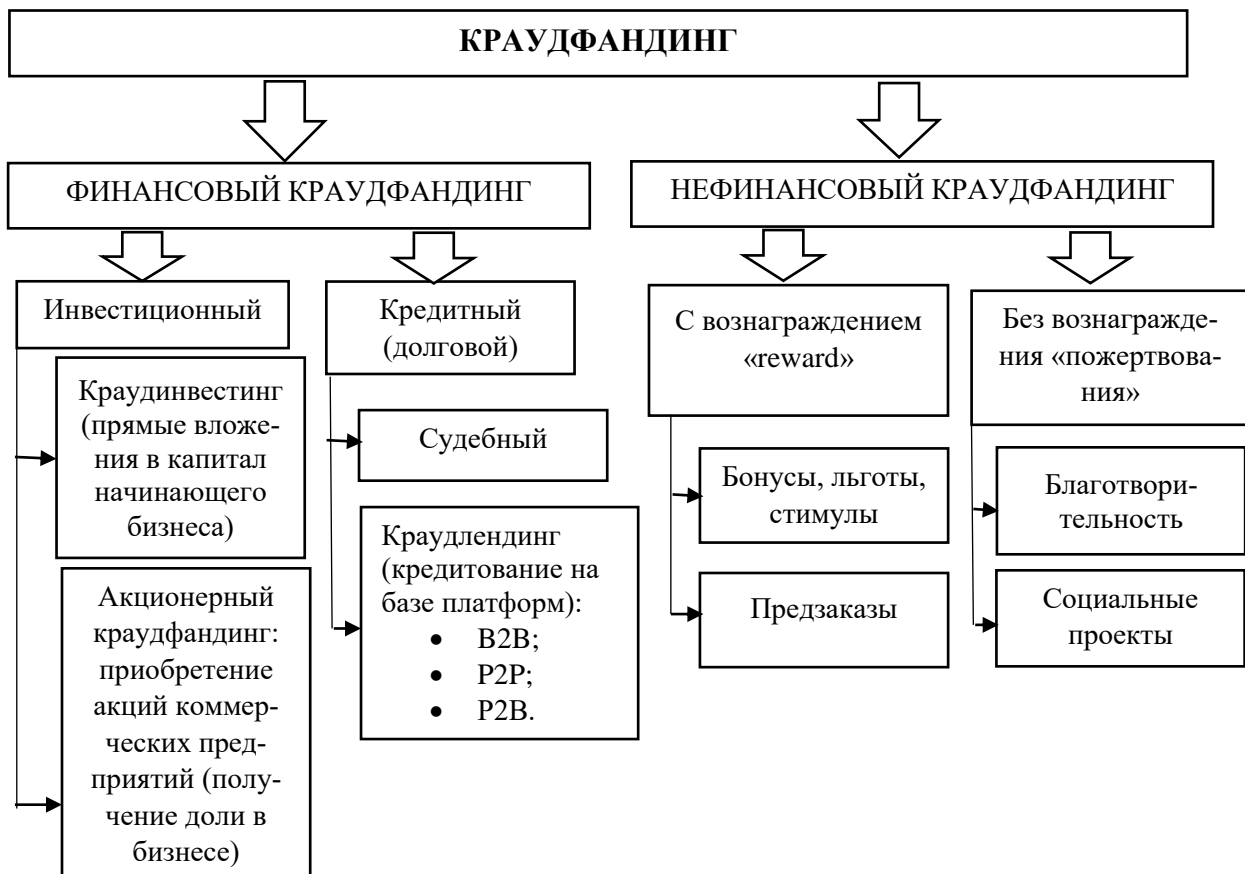 КРАУДФАНДИНГ
ФИНАНСОВЫЙ КРАУДФАНДИНГ
НЕФИНАНСОВЫЙ КРАУДФАНДИНГ
Инвестиционный
Краудинвестинг
(прямые вложе-
ния в капитал
начинающего
бизнеса)
Акционерный
краудфандинг:
приобретение
акций коммер-
ческих пред-
приятий (полу-
чение доли в
бизнесе)
Кредитный
(долговой)
Судебный
Краудлендинг
(кредитование на
базе платформ):
• B2B;
• P2P;
• P2B.
С вознаграждением
«reward»
Бонусы, льготы,
стимулы
Предзаказы
Без вознагражде-
ния «пожертвова-
ния»
Благотвори-
тельность
Социальные
проекты